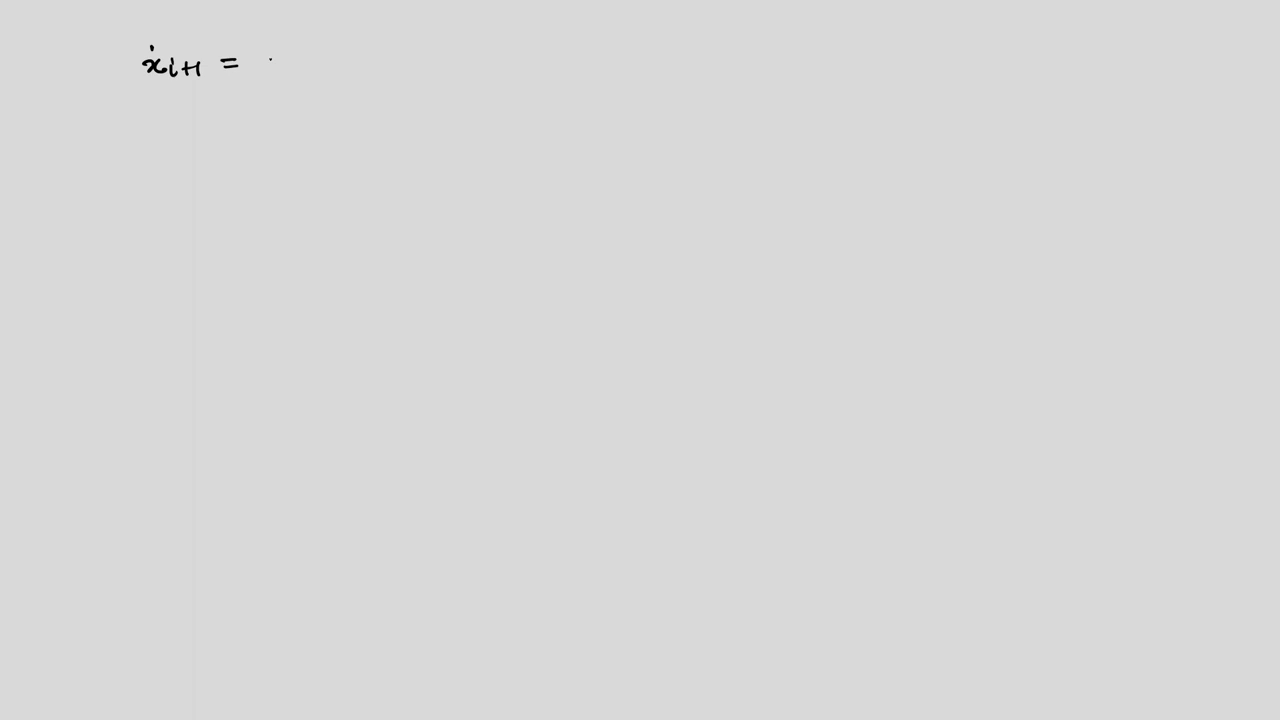 ẋᵢ₊₁ =